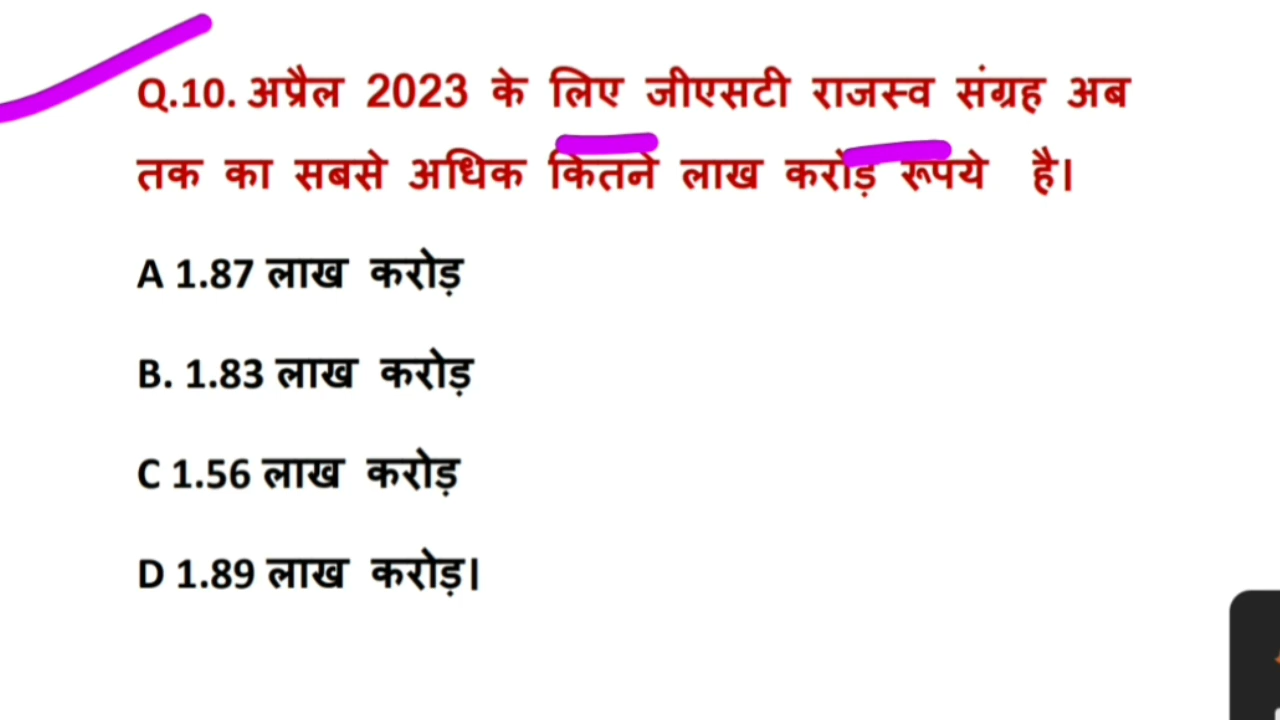 Q.10. अप्रैल 2023 के लिए जीएसटी राजस्व संग्रह अब
तक का सबसे अधिक कितने लाख करोड़ रूपये है।
A 1.87 लाख करोड़
B. 1.83 लाख करोड़
C 1.56 लाख करोड़
D 1.89 लाख करोड़।